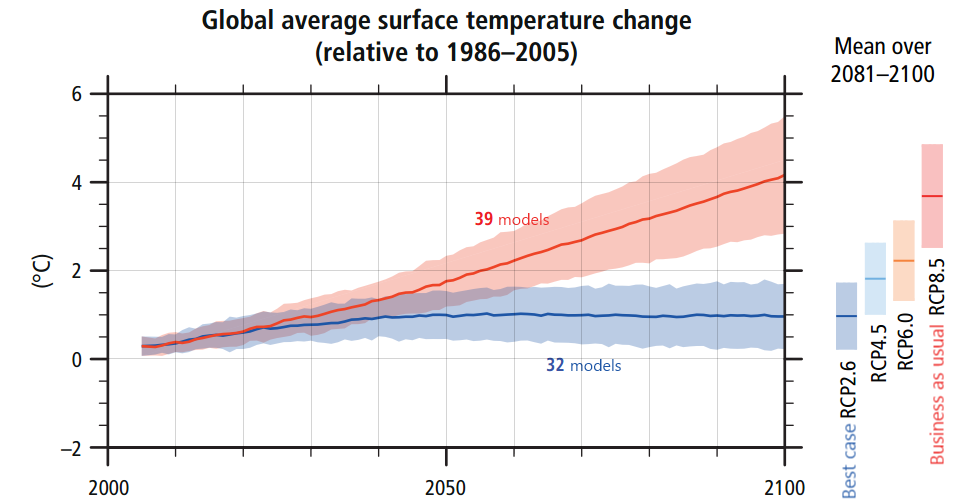 Global average surface temperature change
(relative to 1986–2005)
Mean over
2081–2100
(°C)
6
4
2
0
−2
2000
2050
2100
39 models
32 models
Best case RCP2.6
RCP4.5
RCP6.0
Business as usual RCP8.5